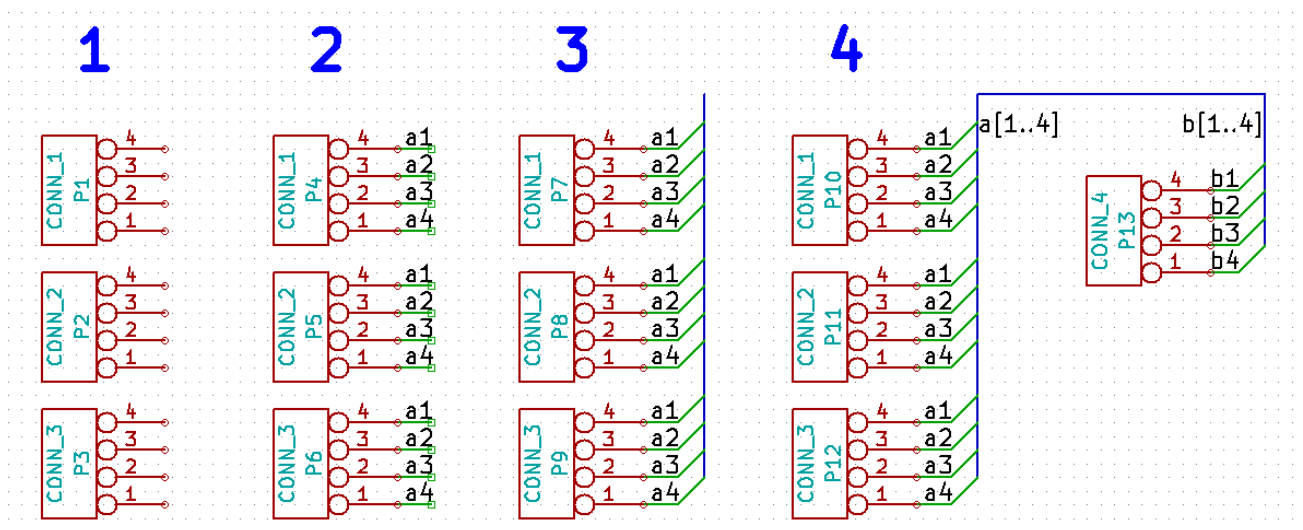 1 2 3 4
a[1..4] b[1..4]
CONN_1
P1
4
3
2
1
CONN_2
P2
4
3
2
1
CONN_3
P3
4
3
2
1
CONN_1
P4
4 a1
3 a2
2 a3
1 a4
CONN_2
P5
4 a1
3 a2
2 a3
1 a4
CONN_3
P6
4 a1
3 a2
2 a3
1 a4
CONN_1
P7
4 a1
3 a2
2 a3
1 a4
CONN_2
P8
4 a1
3 a2
2 a3
1 a4
CONN_3
P9
4 a1
3 a2
2 a3
1 a4
CONN_1
P10
4 a1
3 a2
2 a3
1 a4
CONN_2
P11
4 a1
3 a2
2 a3
1 a4
CONN_3
P12
4 a1
3 a2
2 a3
1 a4
CONN_4
P13
4 b1
3 b2
2 b3
1 b4